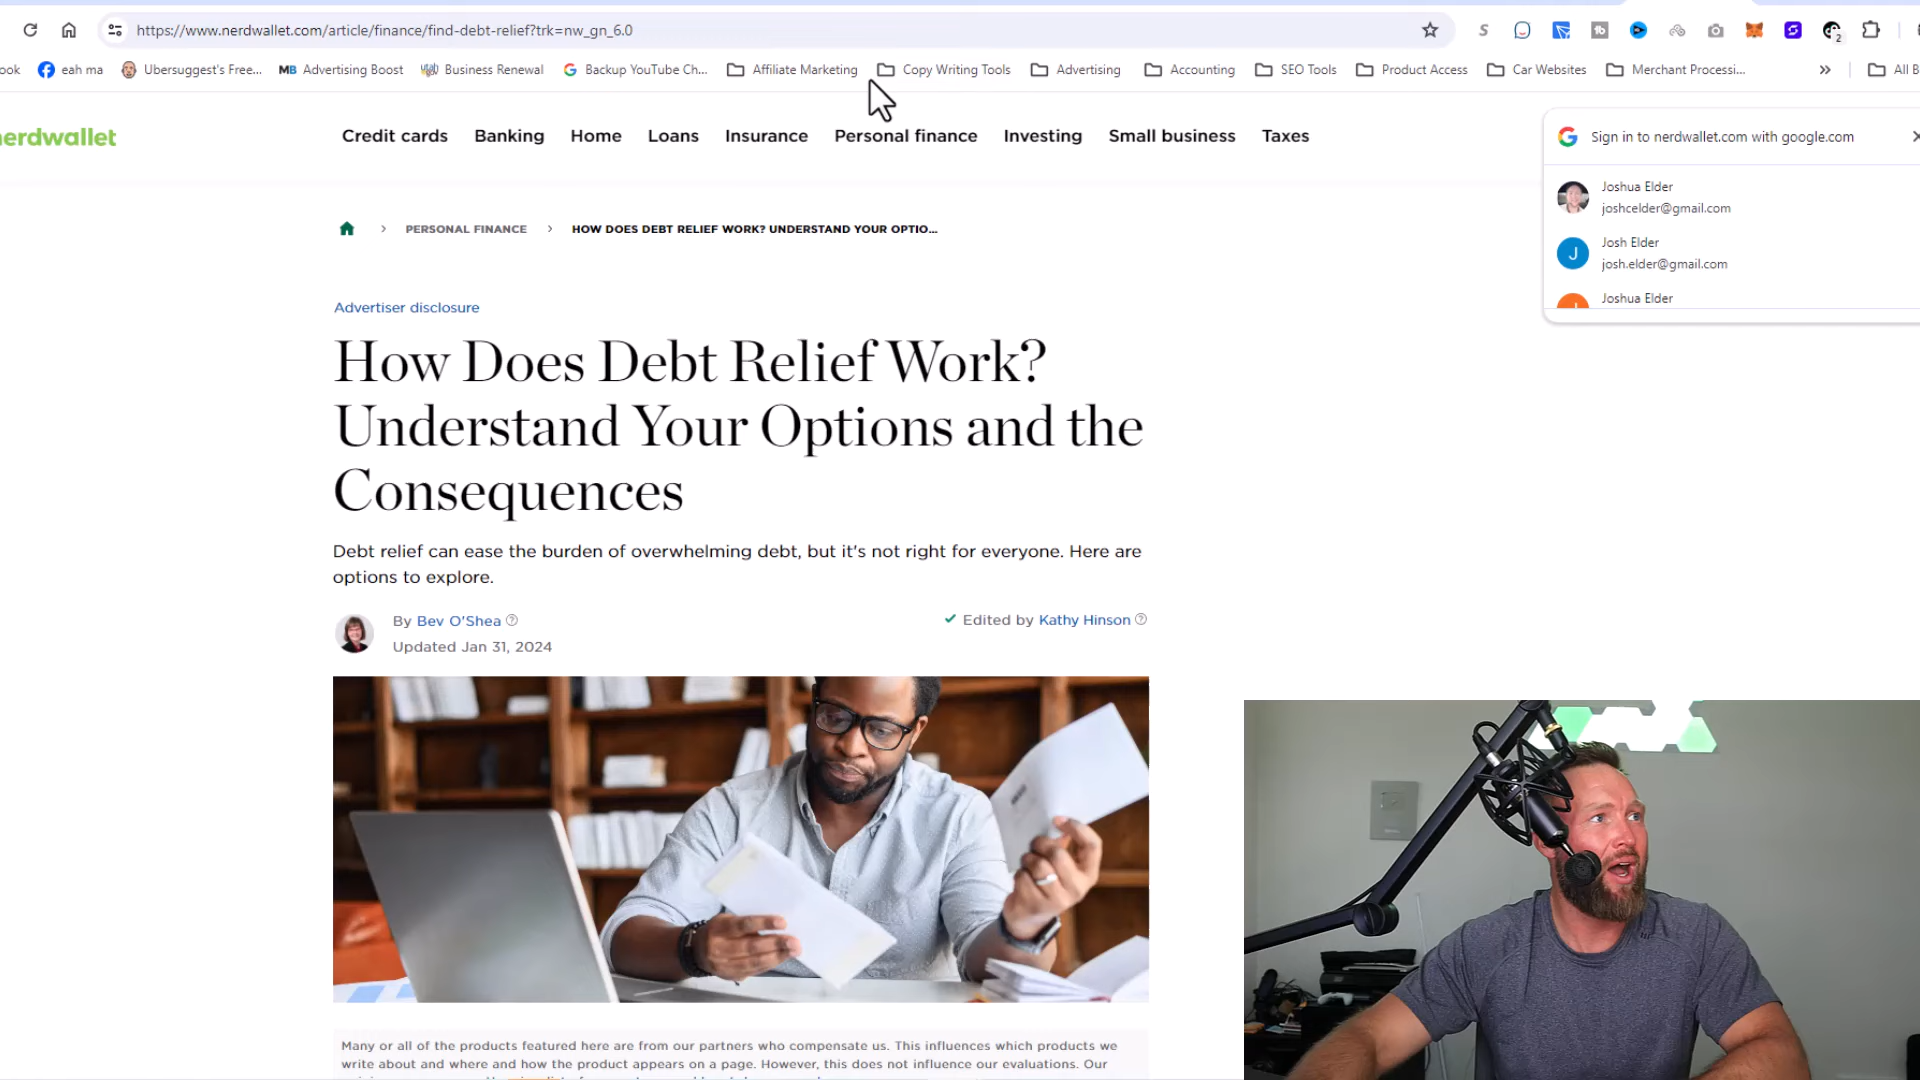 https://www.nerdwallet.com/article/finance/find-debt-relief?trk=nw_gn_6.0
2
ook
eah ma
Ubersuggest's Free...
MB Advertising Boost
Business Renewal
Backup YouTube Ch...
Affiliate Marketing
Copy Writing Tools
Advertising
Accounting
SEO Tools
Product Access
Car Websites
Merchant Processi...
All B
nerdwallet
Credit cards
Banking
Home
Loans
Insurance
Personal finance
Investing
Small business
Taxes
Sign in to nerdwallet.com with google.com
Joshua Elder
joshcelder@gmail.com
J
Josh Elder
josh.elder@gmail.com
Joshua Elder
PERSONAL FINANCE
HOW DOES DEBT RELIEF WORK? UNDERSTAND YOUR OPTIO...
Advertiser disclosure
How Does Debt Relief Work?
Understand Your Options and the
Consequences
Debt relief can ease the burden of overwhelming debt, but it's not right for everyone. Here are
options to explore.
By Bev O'Shea
Edited by Kathy Hinson
Updated Jan 31, 2024
Many or all of the products featured here are from our partners who compensate us. This influences which products we
write about and where and how the product appears on a page. However, this does not influence our evaluations. Our